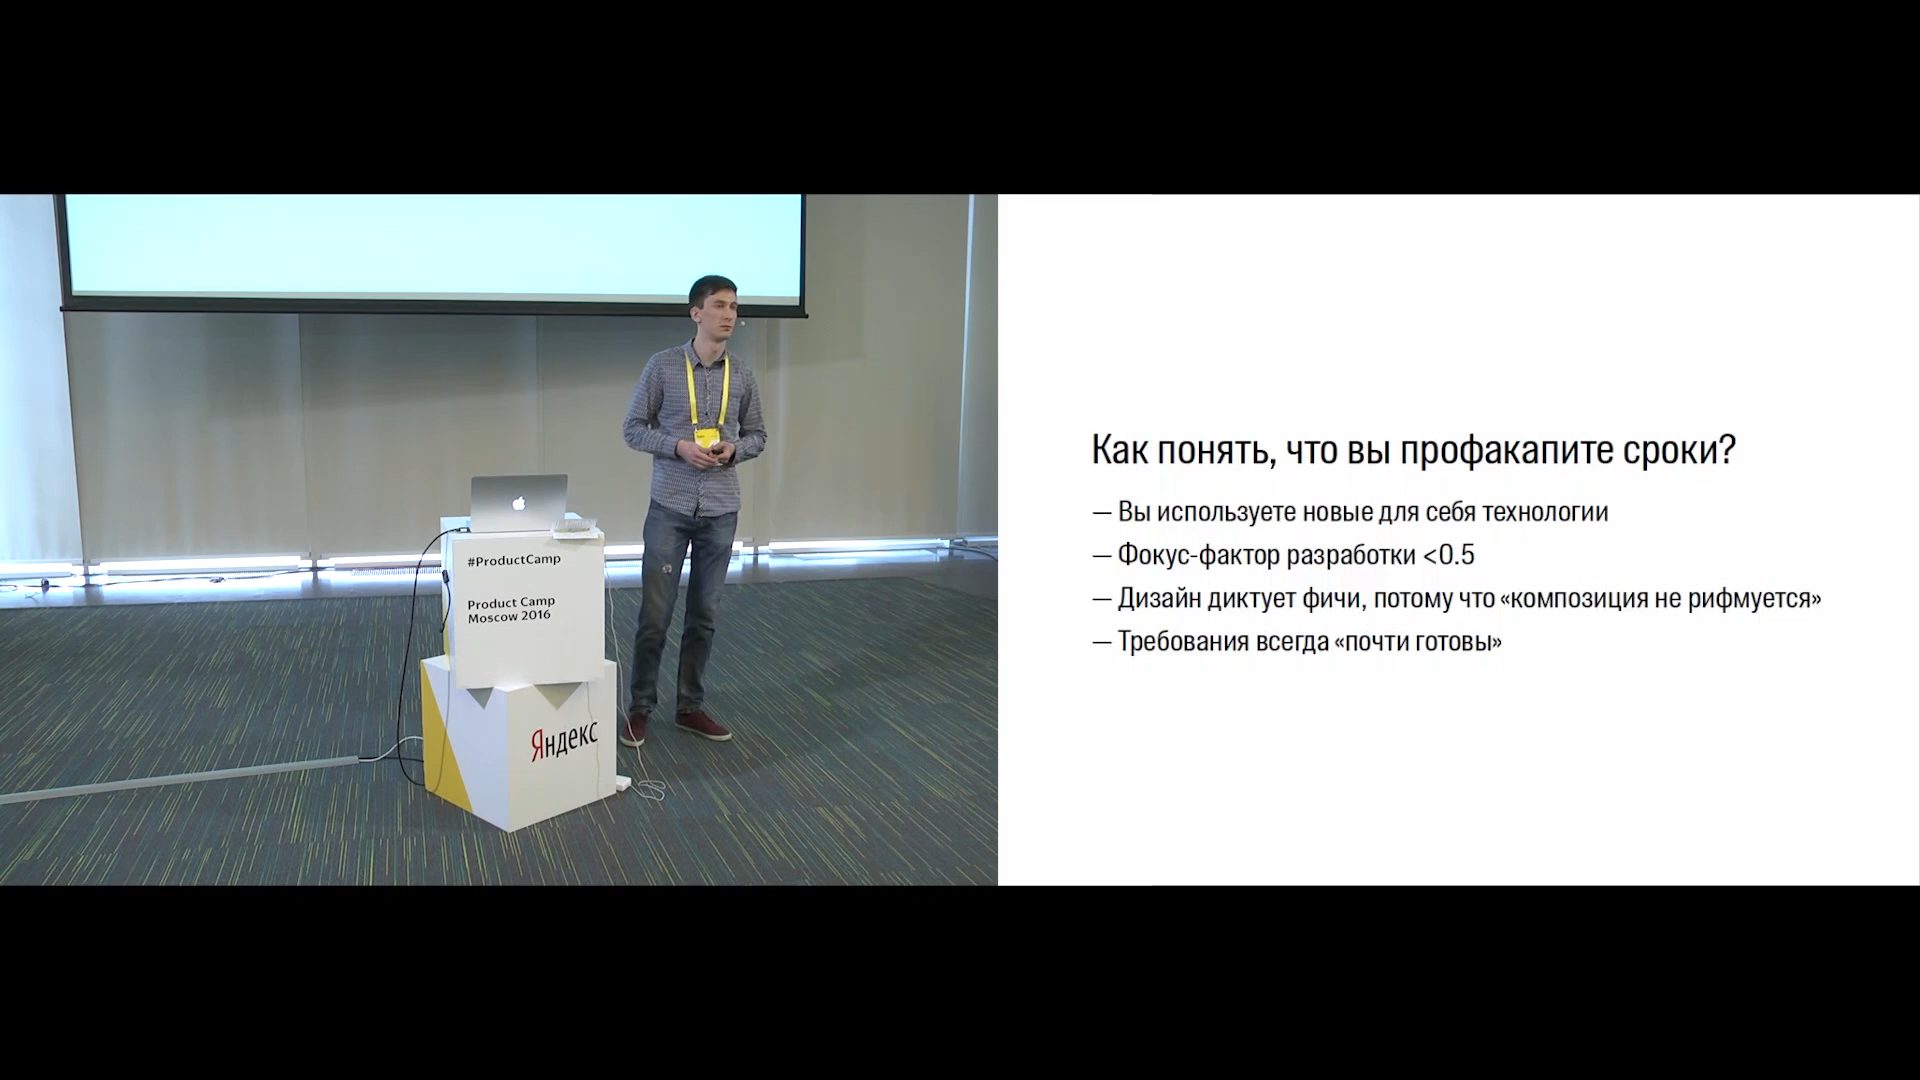 #ProductCamp
Product Camp
Moscow 2016
Яндекс
Как понять, что вы профакапите сроки?
— Вы используете новые для себя технологии
— Фокус-фактор разработки <0.5
— Дизайн диктует фичи, потому что «композиция не рифмуется»
— Требования всегда «почти готовы»